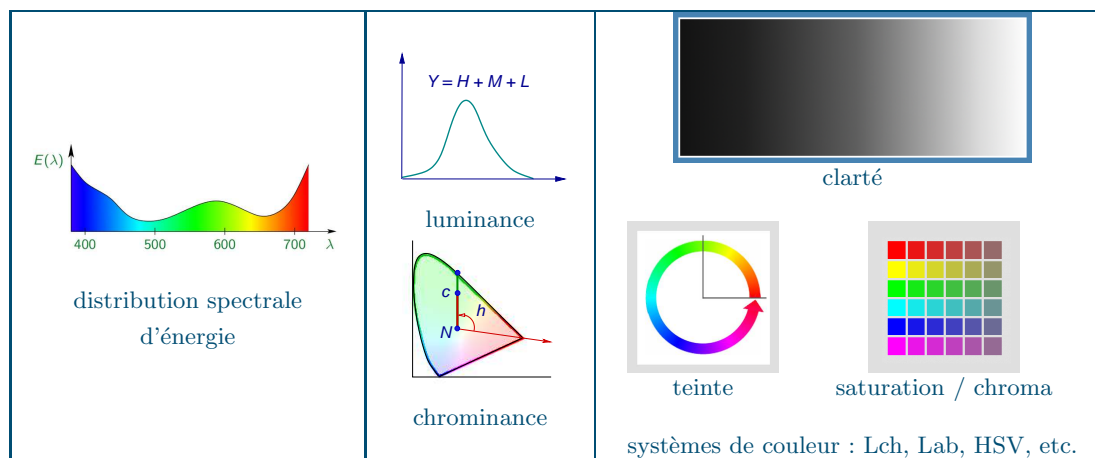 E(λ)
400 500 600 700 λ
distribution spectrale
d'énergie
Y = H + M + L
luminance
c
h
N
chrominance
clarté
teinte
saturation / chroma
systèmes de couleur : Lch, Lab, HSV, etc.